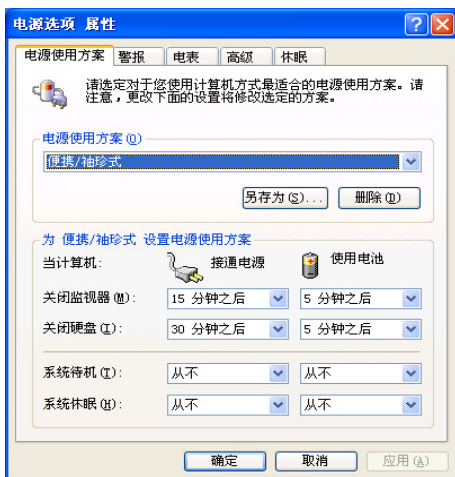 电源选项 属性
电源使用方案 警报 电表 高级 休眠
请选定对于您使用计算机方式最适合的电源使用方案。请
注意，更改下面的设置将修改选定的方案。
电源使用方案(O)
便携/袖珍式
另存为(S)... 删除(D)
为 便携/袖珍式 设置电源使用方案
当计算机: 接通电源 使用电池
关闭监视器(M): 15 分钟之后 5 分钟之后
关闭硬盘(I): 30 分钟之后 5 分钟之后
系统待机(T): 从不 从不
系统休眠(H): 从不 从不
确定 取消 应用(A)